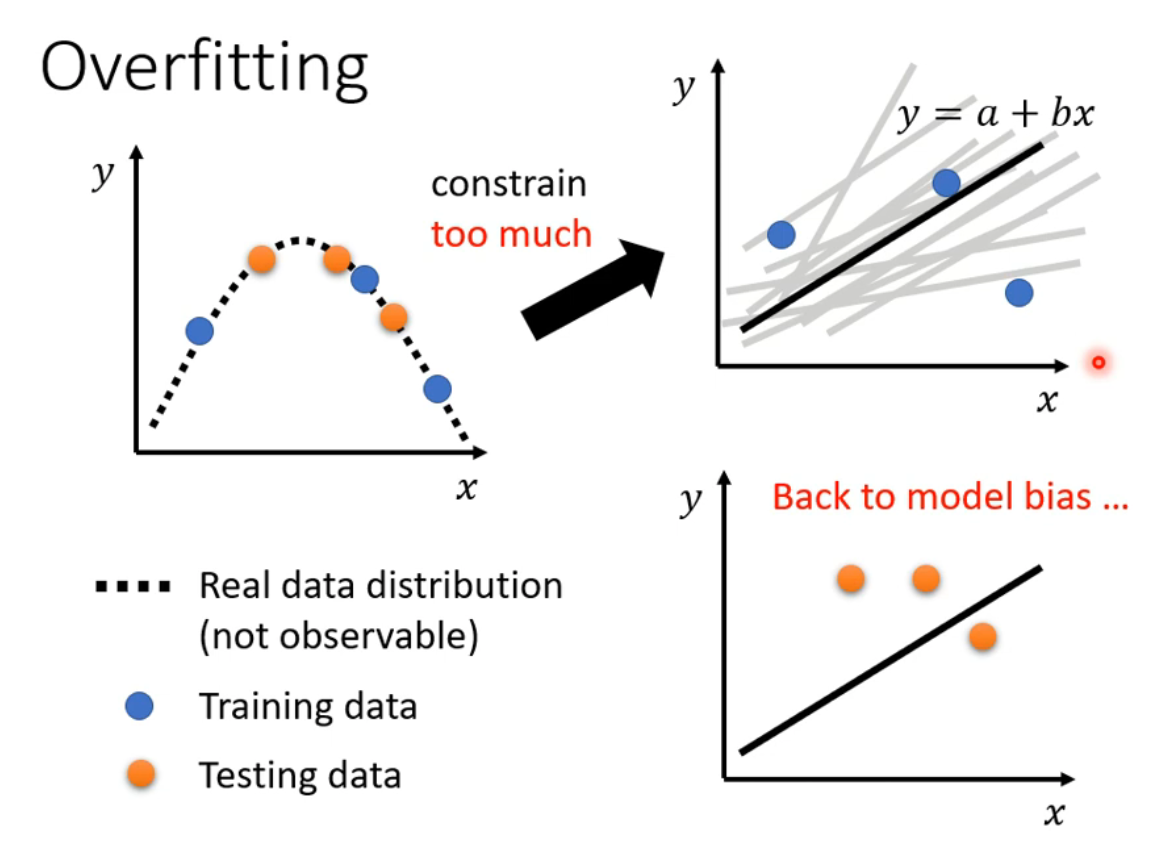 Overfitting
y
x
constrain
too much
y
y = a + bx
x
y
Back to model bias ...
x
Real data distribution
(not observable)
Training data
Testing data